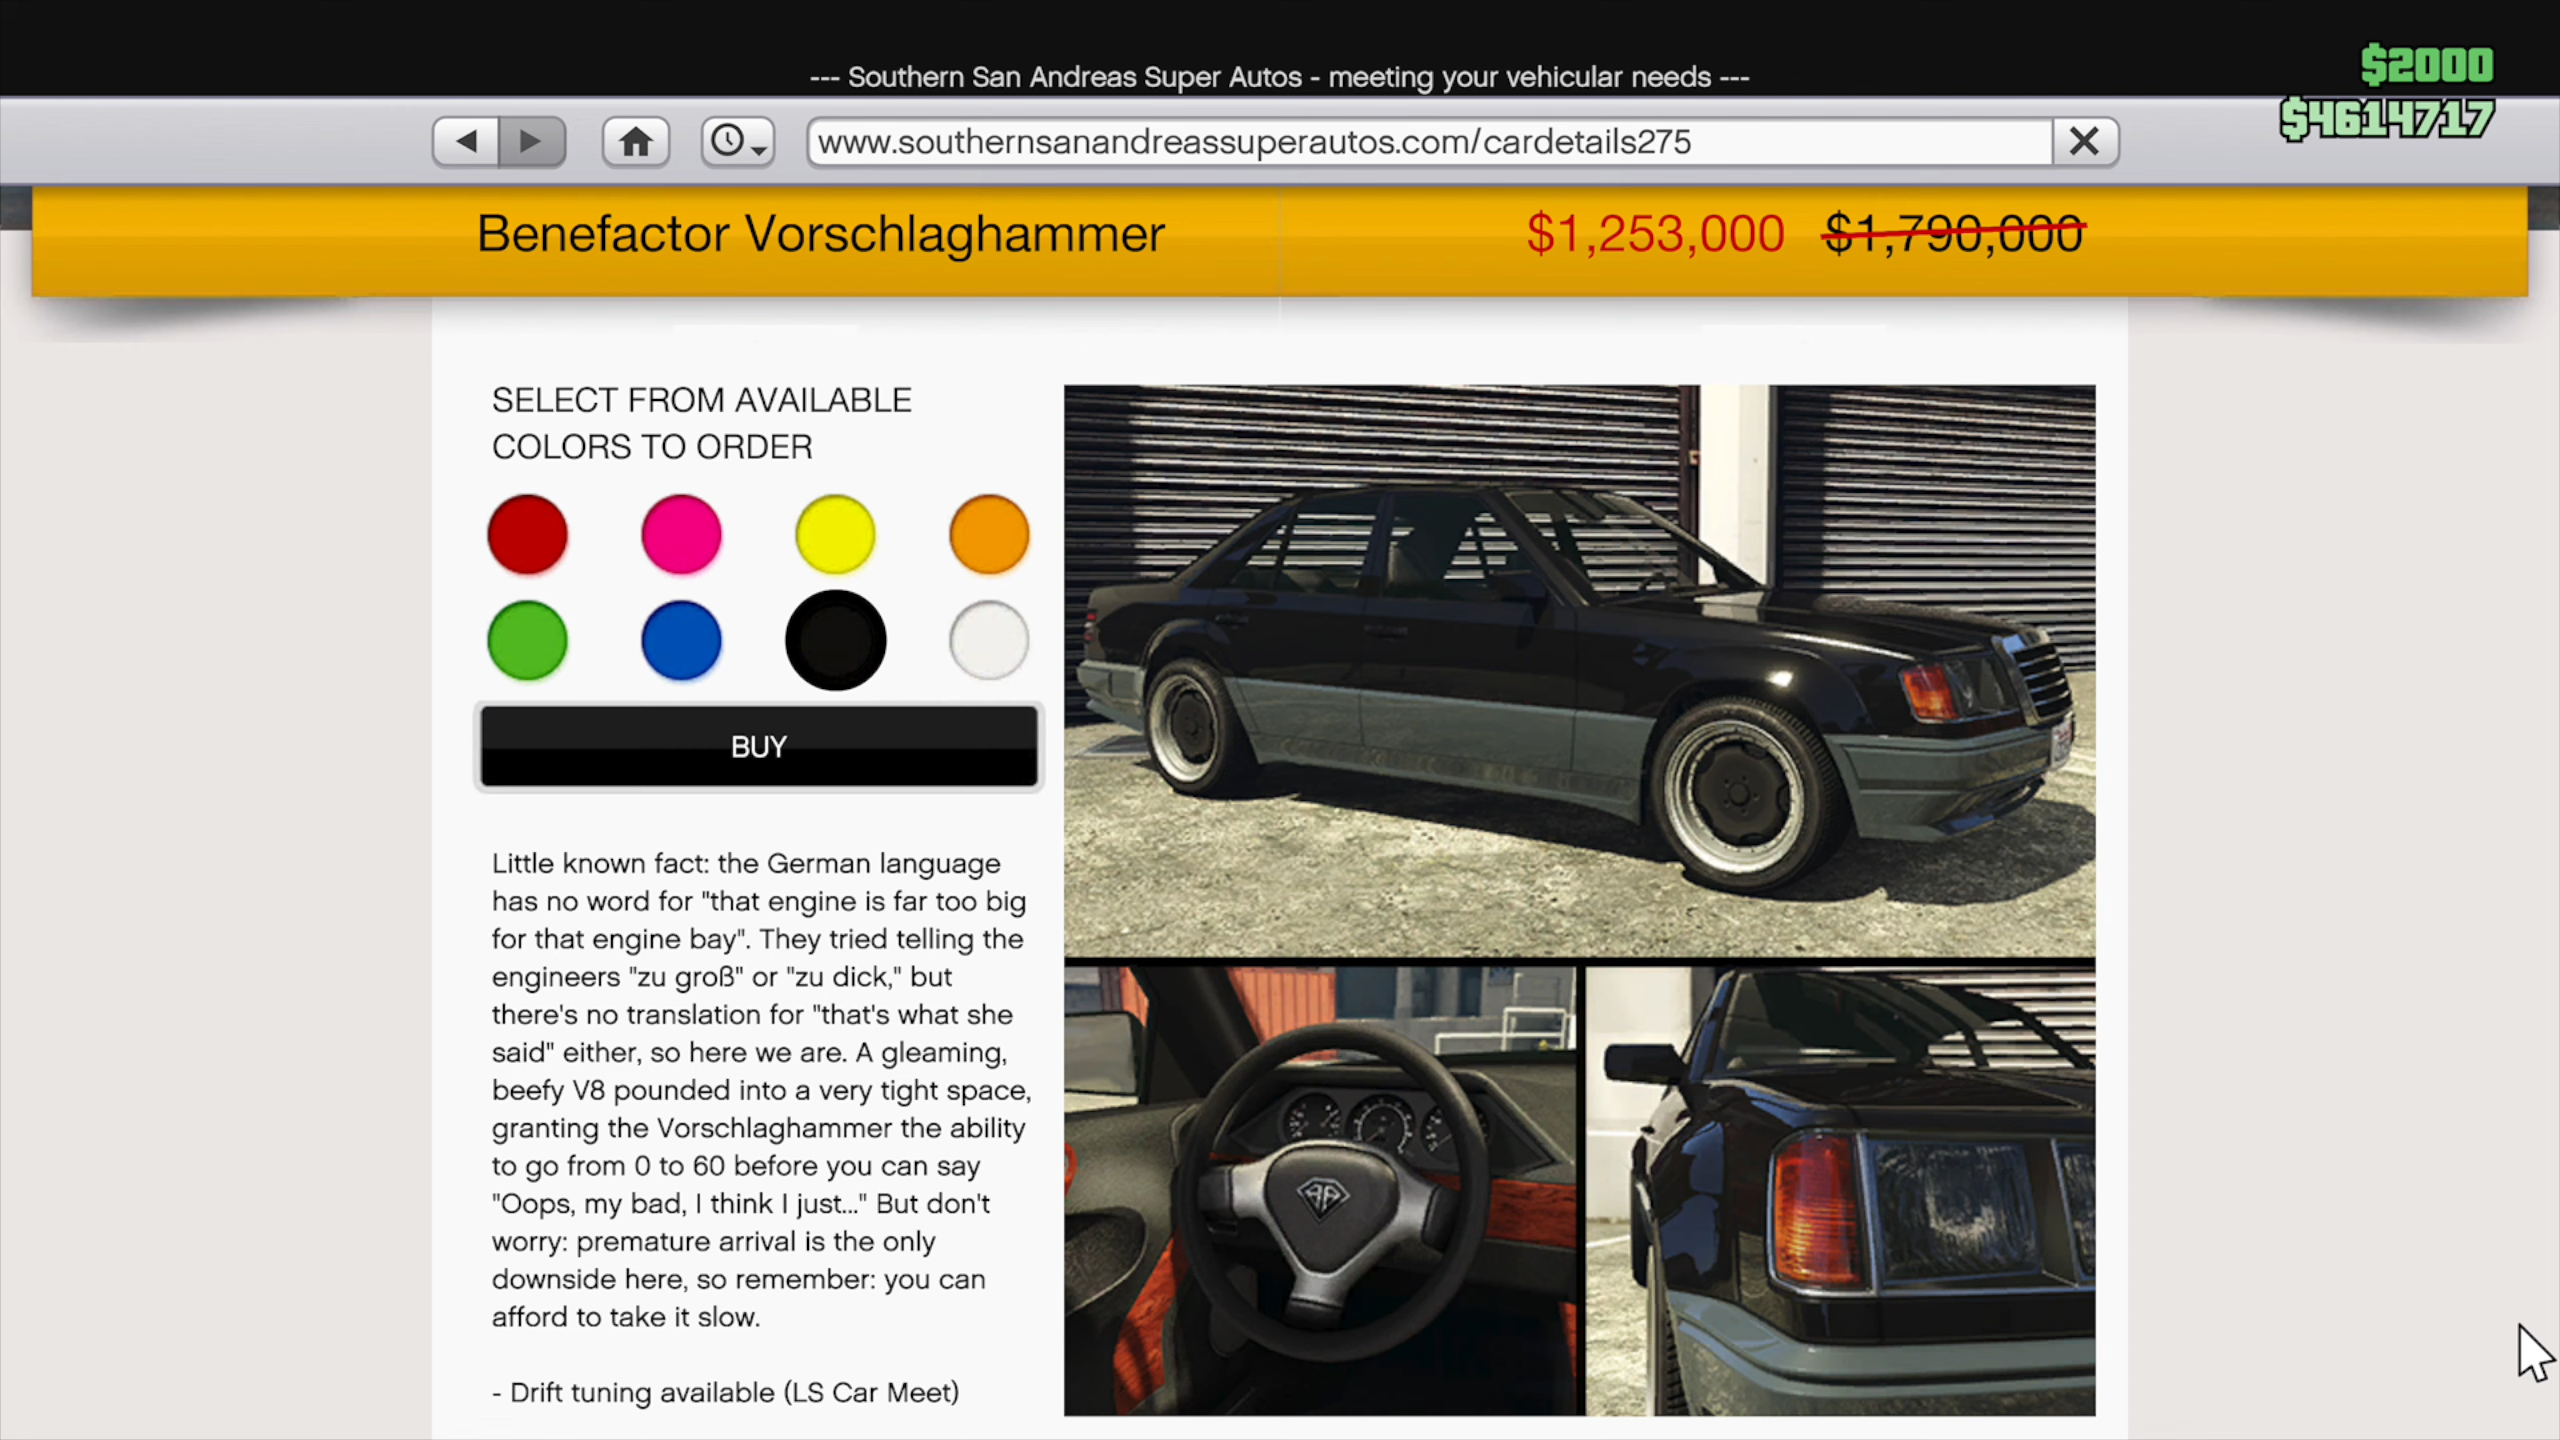 --- Southern San Andreas Super Autos - meeting your vehicular needs ---
$2000
$4614717
www.southernsanandreassuperautos.com/cardetails275
Benefactor Vorschlaghammer
$1,253,000 $1,790,000
SELECT FROM AVAILABLE
COLORS TO ORDER
BUY
Little known fact: the German language
has no word for "that engine is far too big
for that engine bay". They tried telling the
engineers "zu groß" or "zu dick," but
there's no translation for "that's what she
said" either, so here we are. A gleaming,
beefy V8 pounded into a very tight space,
granting the Vorschlaghammer the ability
to go from 0 to 60 before you can say
"Oops, my bad, I think I just..." But don't
worry: premature arrival is the only
downside here, so remember: you can
afford to take it slow.
- Drift tuning available (LS Car Meet)